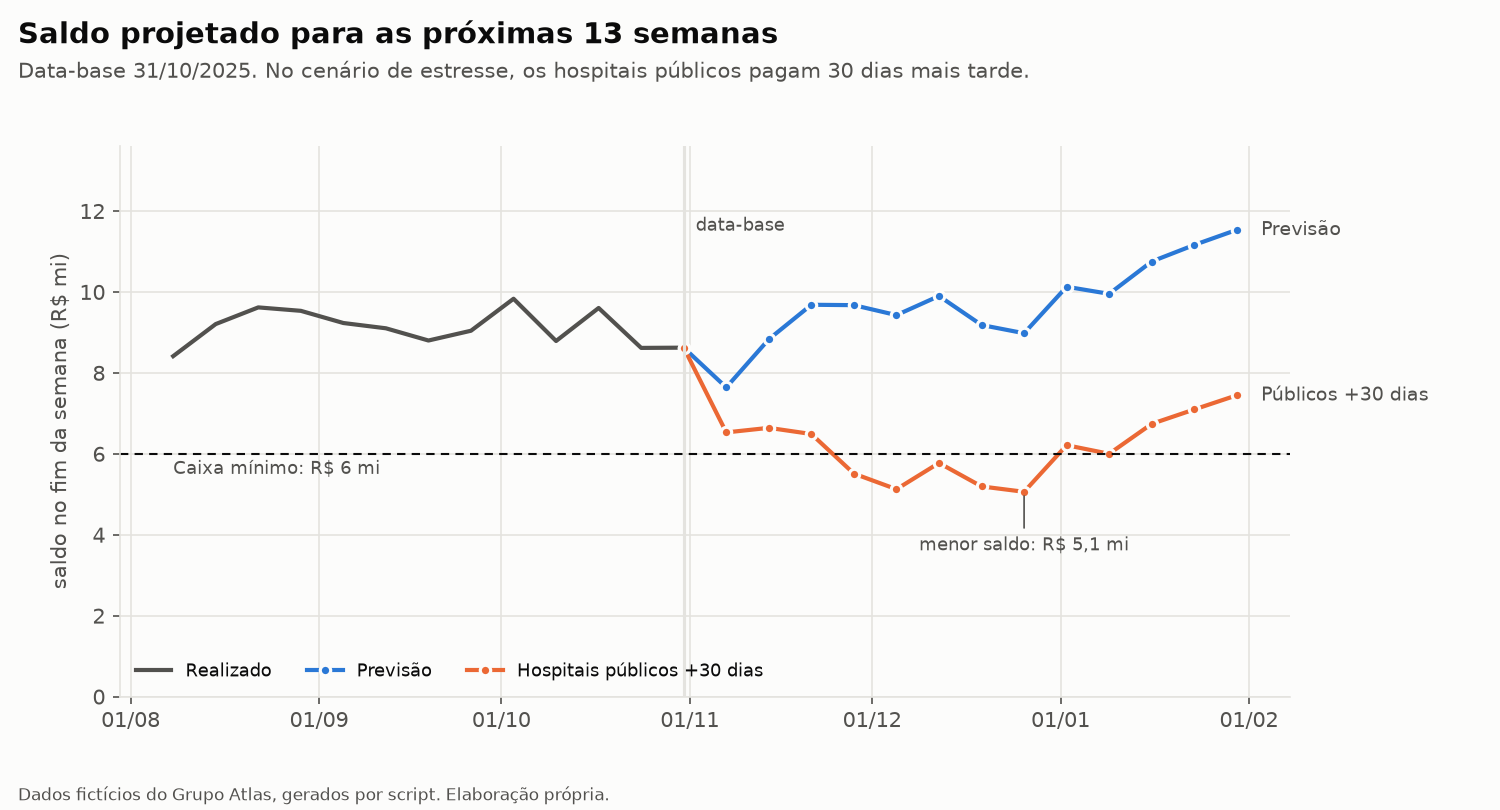 Saldo projetado para as próximas 13 semanas
Data-base 31/10/2025. No cenário de estresse, os hospitais públicos pagam 30 dias mais tarde.
saldo no fim da semana (R$ mi)
12
10
8
6
4
2
0
data-base
Previsão
Públicos +30 dias
Caixa mínimo: R$ 6 mi
menor saldo: R$ 5,1 mi
Realizado
Previsão
Hospitais públicos +30 dias
01/08
01/09
01/10
01/11
01/12
01/01
01/02
Dados fictícios do Grupo Atlas, gerados por script. Elaboração própria.